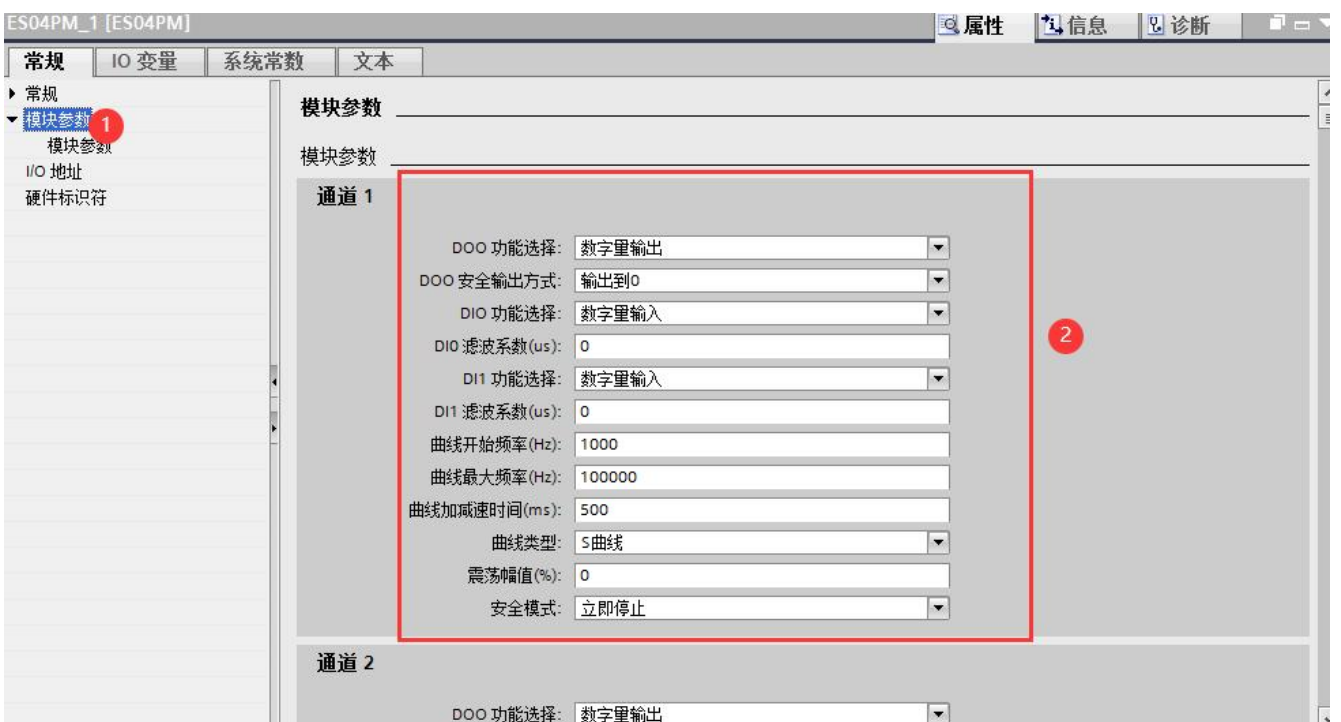 ES04PM_1 [ES04PM]
属性 信息 诊断
常规 IO 变量 系统常数 文本
常规
模块参数 1
模块参数
I/O 地址
硬件标识符
模块参数
模块参数
通道 1
DO0 功能选择: 数字里输出
DO0 安全输出方式: 输出到0
DI0 功能选择: 数字里输入
DI0 滤波系数(us): 0
DI1 功能选择: 数字里输入
DI1 滤波系数(us): 0
曲线开始频率(Hz): 1000
曲线最大频率(Hz): 100000
曲线加减速时间(ms): 500
曲线类型: S曲线
震荡幅值(%): 0
安全模式: 立即停止
2
通道 2
DO0 功能选择: 数字里输出